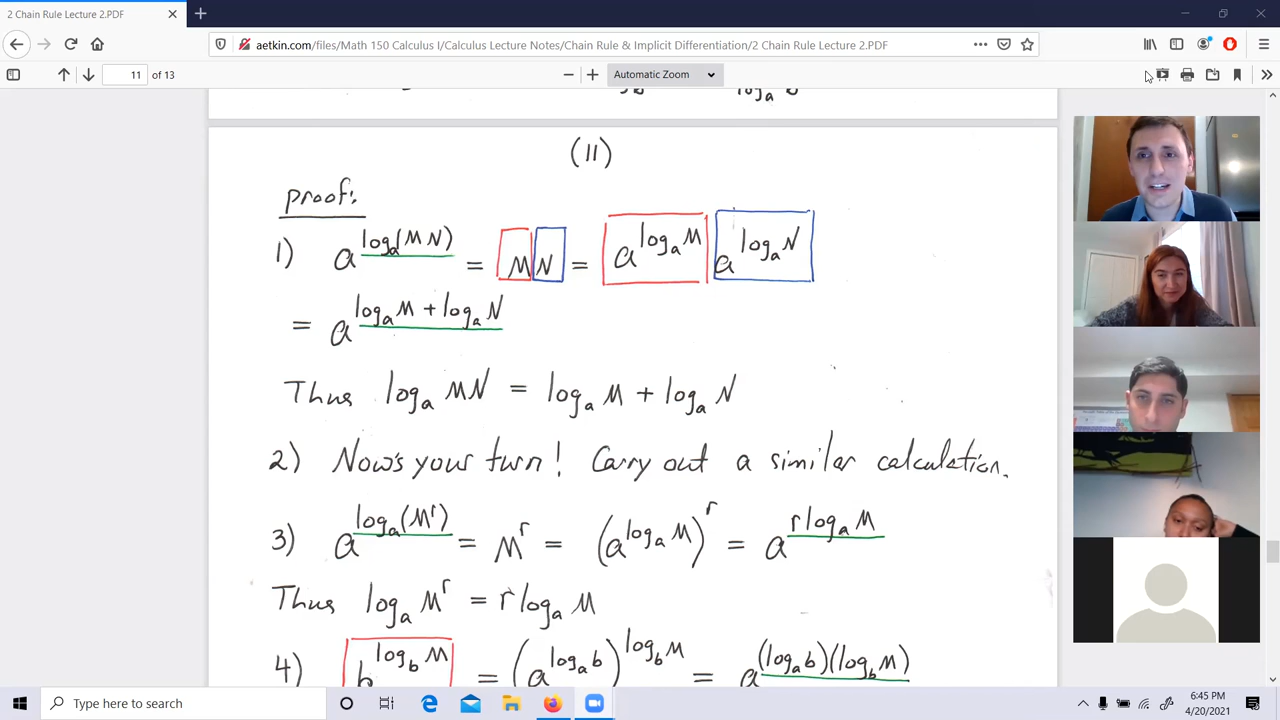 2 Chain Rule Lecture 2.PDF
aetkin.com/files/Math 150 Calculus I/Calculus Lecture Notes/Chain Rule & Implicit Differentiation/2 Chain Rule Lecture 2.PDF
11 of 13 Automatic Zoom
log_a b
(11)
proof:
1) a^{log_a(MN)} = MN = a^{log_a M} a^{log_a N}
= a^{log_a M + log_a N}
Thus log_a MN = log_a M + log_a N
2) Now's your turn! Carry out a similar calculation.
3) a^{log_a(M^r)} = M^r = (a^{log_a M})^r = a^{r log_a M}
Thus log_a M^r = r log_a M
4) b^{log_b M} = (a^{log_a b})^{log_b M} = a^{(log_a b)(log_b M)}
Type here to search
6:45 PM
4/20/2021